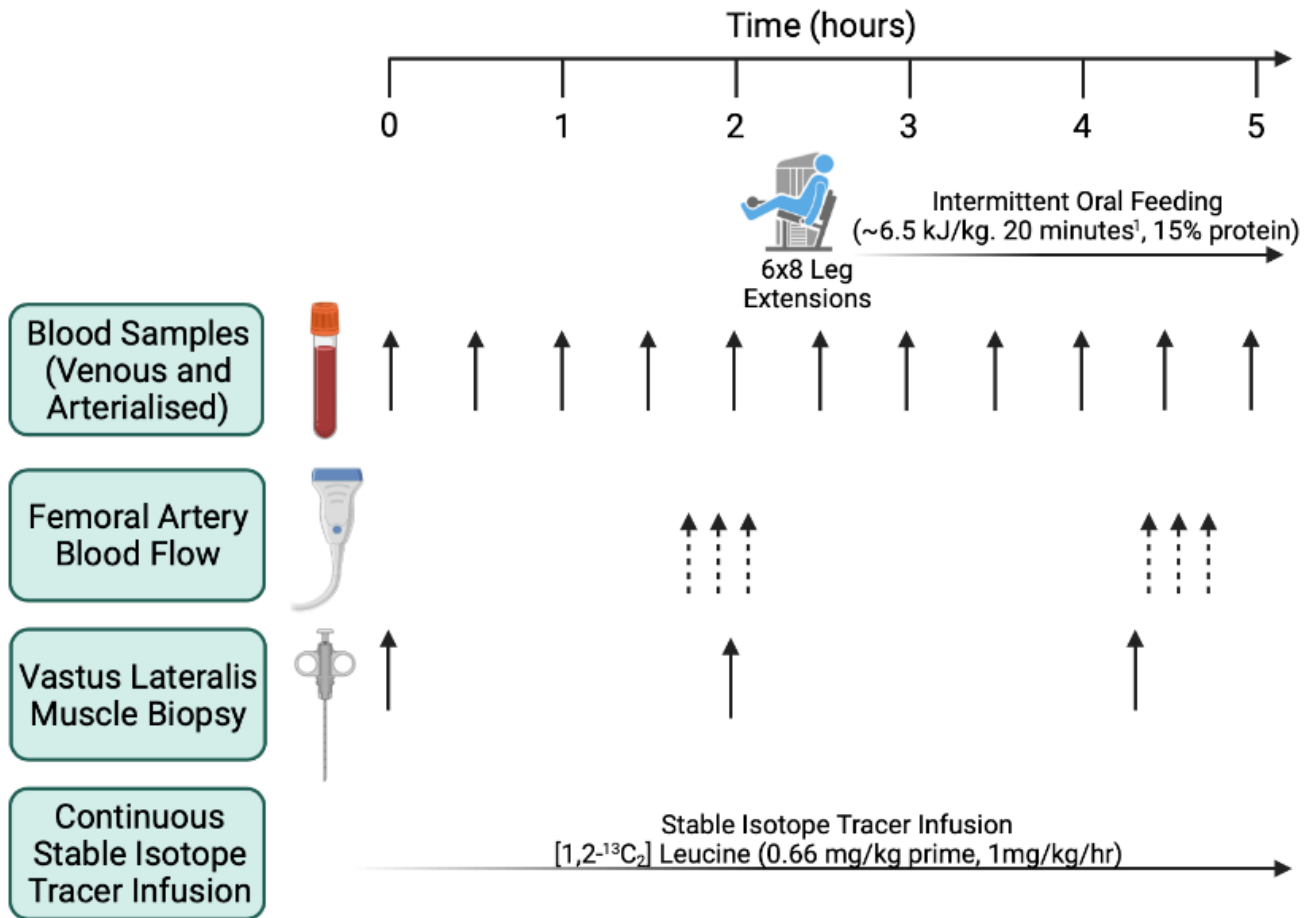 Time (hours)
0 1 2 3 4 5
Intermittent Oral Feeding
(~6.5 kJ/kg. 20 minutes¹, 15% protein)
6x8 Leg
Extensions
Blood Samples
(Venous and
Arterialised)
Femoral Artery
Blood Flow
Vastus Lateralis
Muscle Biopsy
Continuous
Stable Isotope
Tracer Infusion
Stable Isotope Tracer Infusion
[1,2-¹³C₂] Leucine (0.66 mg/kg prime, 1mg/kg/hr)